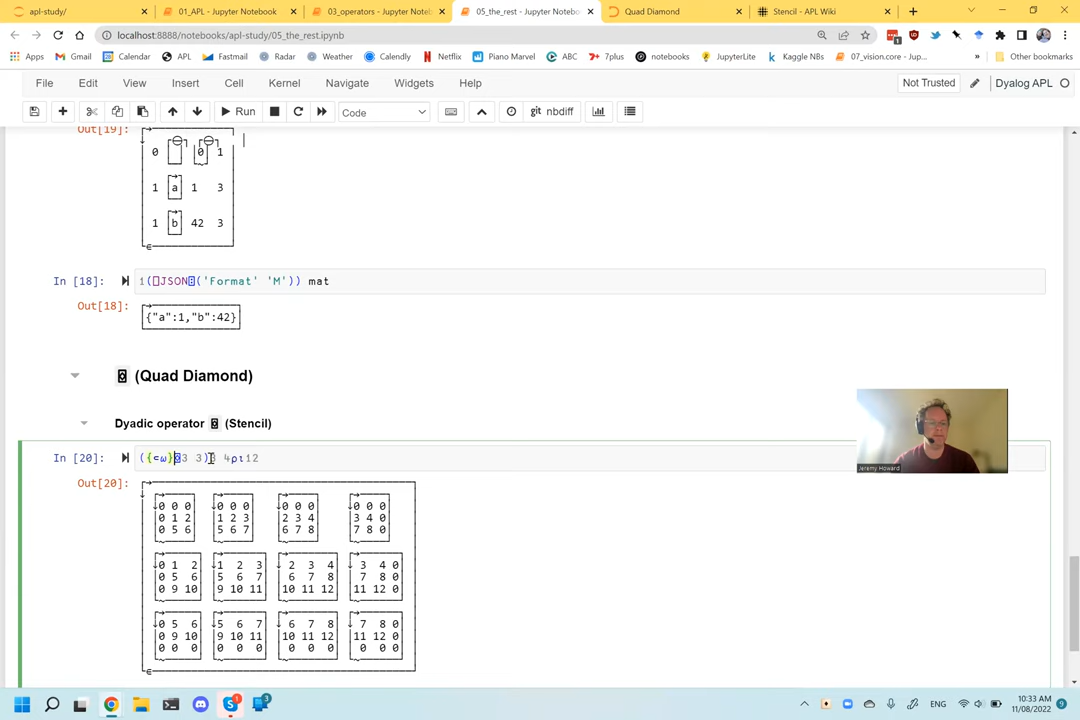 apl-study/
01_APL - Jupyter Notebook
03_operators - Jupyter Notebo
05_the_rest - Jupyter Notebo
Quad Diamond
Stencil - APL Wiki
localhost:8888/notebooks/apl-study/05_the_rest.ipynb
Apps Gmail Calendar APL Fastmail Radar Weather Calendly Netflix Piano Marvel ABC 7plus notebooks JupyterLite Kaggle NBs 07_vision.core - Jup... » Other bookmarks
File Edit View Insert Cell Kernel Navigate Widgets Help Not Trusted Dyalog APL
Run Code git nbdiff
Out[19]:
0 0 1
1 a 1 3
1 b 42 3
In [18]: 1(⎕JSON⍠('Format' 'M')) mat
Out[18]:
{"a":1,"b":42}
⌺ (Quad Diamond)
Dyadic operator ⌺ (Stencil)
In [20]: ({⊂⍵}⌺3 3)3 4⍴⍳12
Out[20]:
0 0 0 0 0 0 0 0 0 0 0 0
0 1 2 1 2 3 2 3 4 3 4 0
0 5 6 5 6 7 6 7 8 7 8 0
0 1 2 1 2 3 2 3 4 3 4 0
0 5 6 5 6 7 6 7 8 7 8 0
0 9 10 9 10 11 10 11 12 11 12 0
0 5 6 5 6 7 6 7 8 7 8 0
0 9 10 9 10 11 10 11 12 11 12 0
0 0 0 0 0 0 0 0 0 0 0 0
Jeremy Howard
ENG
10:33 AM
11/08/2022